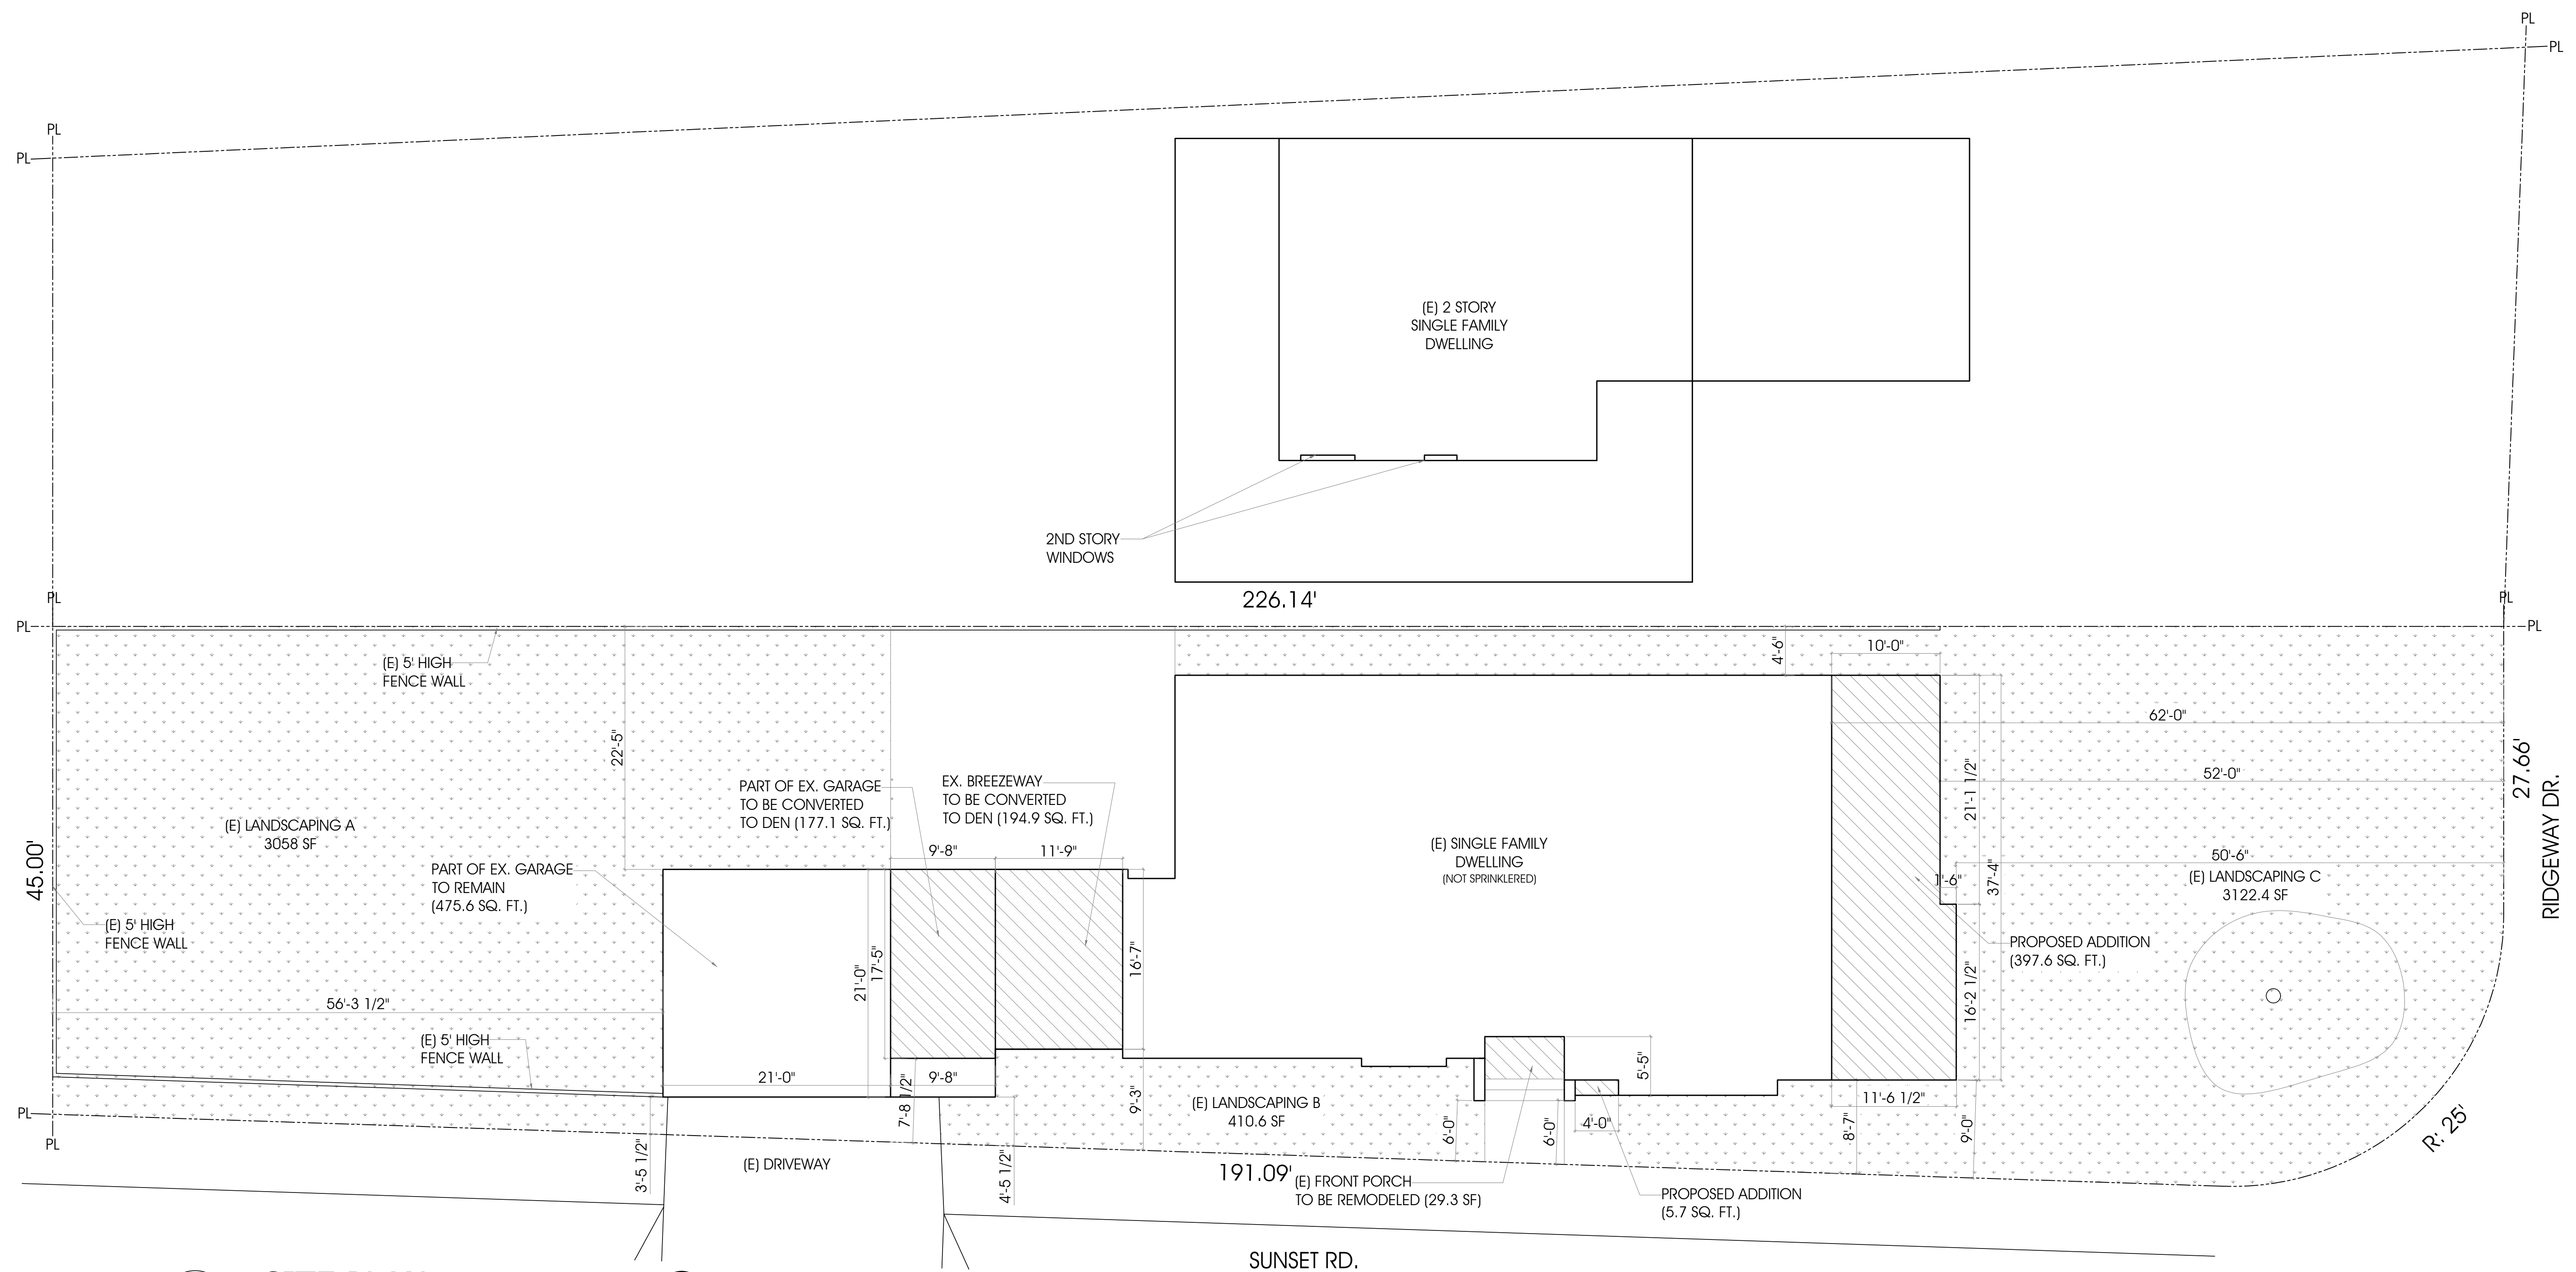 PL
PL
PL
PL
(E) 2 STORY
SINGLE FAMILY
DWELLING
2ND STORY
WINDOWS
PL
226.14'
PL
PL
PL
(E) 5' HIGH
FENCE WALL
4'-6"
10'-0"
62'-0"
22'-5"
27.66'
RIDGEWAY DR.
21'-1 1/2"
52'-0"
PART OF EX. GARAGE
TO BE CONVERTED
TO DEN (177.1 SQ. FT.)
EX. BREEZEWAY
TO BE CONVERTED
TO DEN (194.9 SQ. FT.)
(E) LANDSCAPING A
3058 SF
9'-8"
11'-9"
(E) SINGLE FAMILY
DWELLING
(NOT SPRINKLERED)
50'-6"
1'-6"
37'-4"
(E) LANDSCAPING C
3122.4 SF
45.00'
PART OF EX. GARAGE
TO REMAIN
(475.6 SQ. FT.)
(E) 5' HIGH
FENCE WALL
PROPOSED ADDITION
(397.6 SQ. FT.)
17'-5"
21'-0"
16'-7"
16'-2 1/2"
56'-3 1/2"
(E) 5' HIGH
FENCE WALL
21'-0"
9'-8"
7'-8 1/2"
9'-3"
5'-5"
(E) LANDSCAPING B
410.6 SF
6'-0"
6'-0"
4'-0"
11'-6 1/2"
8'-7"
9'-0"
R: 25'
PL
PL
3'-5 1/2"
(E) DRIVEWAY
4'-5 1/2"
191.09'
(E) FRONT PORCH
TO BE REMODELED (29.3 SF)
PROPOSED ADDITION
(5.7 SQ. FT.)
SUNSET RD.